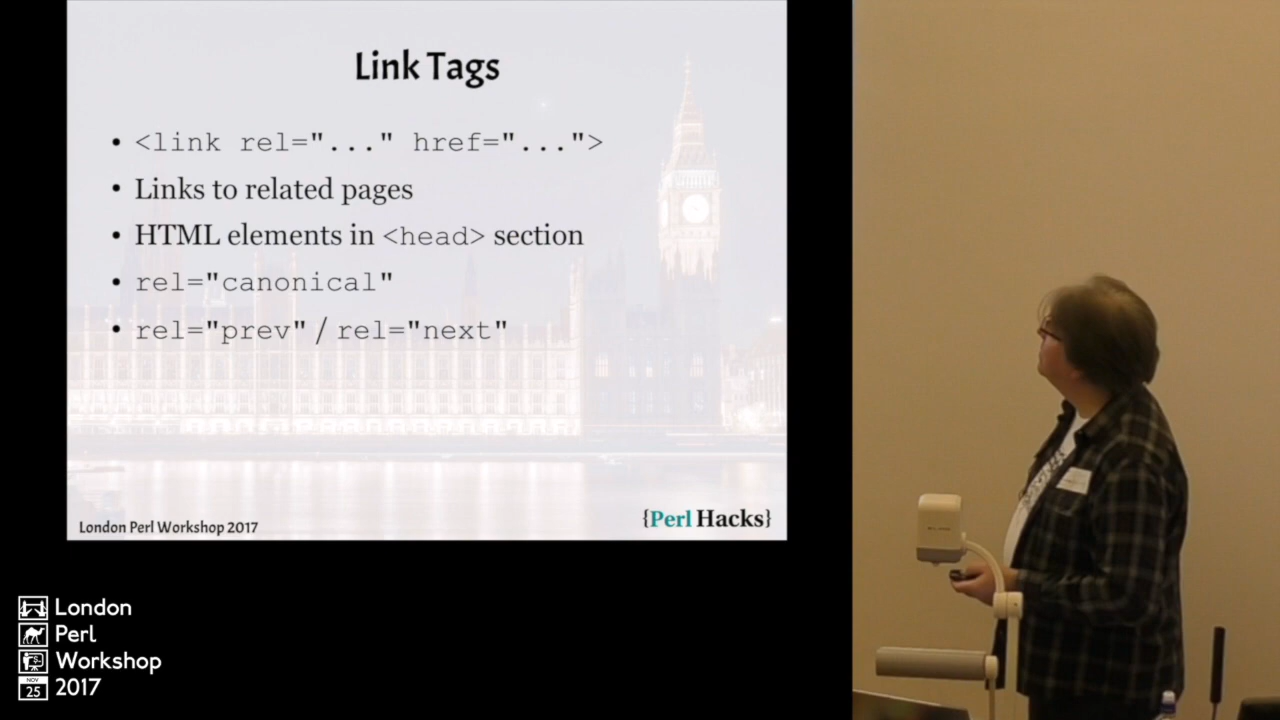 Link Tags
<link rel="..." href="...">
Links to related pages
HTML elements in <head> section
rel="canonical"
rel="prev" / rel="next"
London Perl Workshop 2017
{Perl Hacks}
London
Perl
Workshop
NOV
25
2017